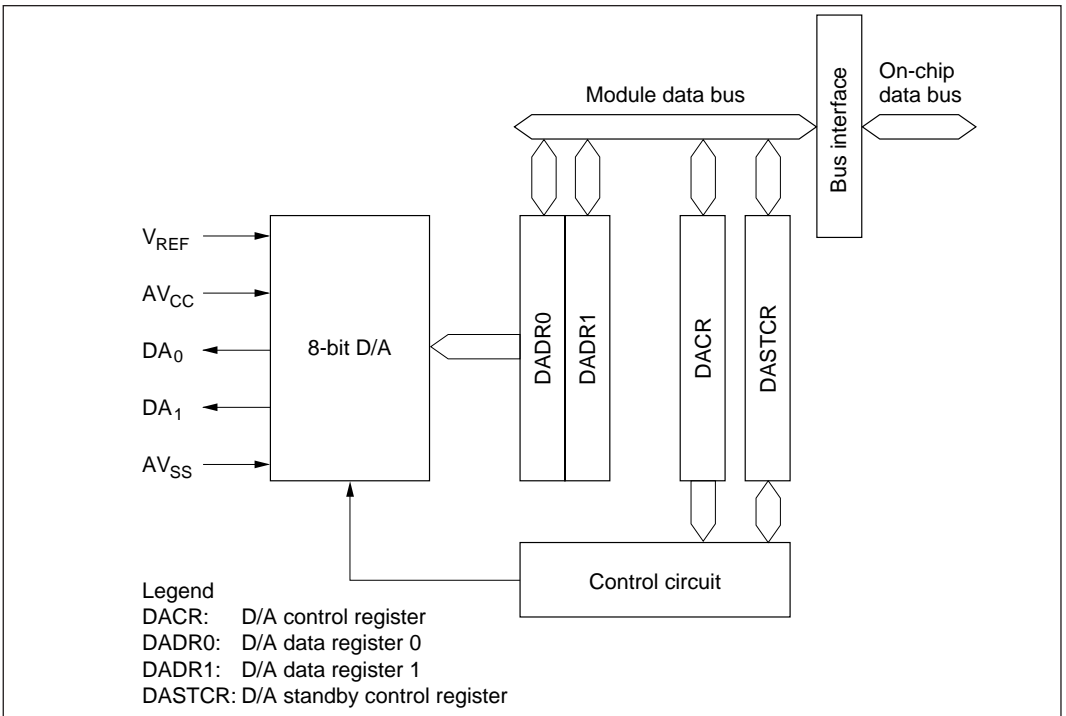 Module data bus
Bus interface
On-chip
data bus
VREF
AVCC
DA0
DA1
AVSS
8-bit D/A
DADR0
DADR1
DACR
DASTCR
Control circuit
Legend
DACR: D/A control register
DADR0: D/A data register 0
DADR1: D/A data register 1
DASTCR: D/A standby control register